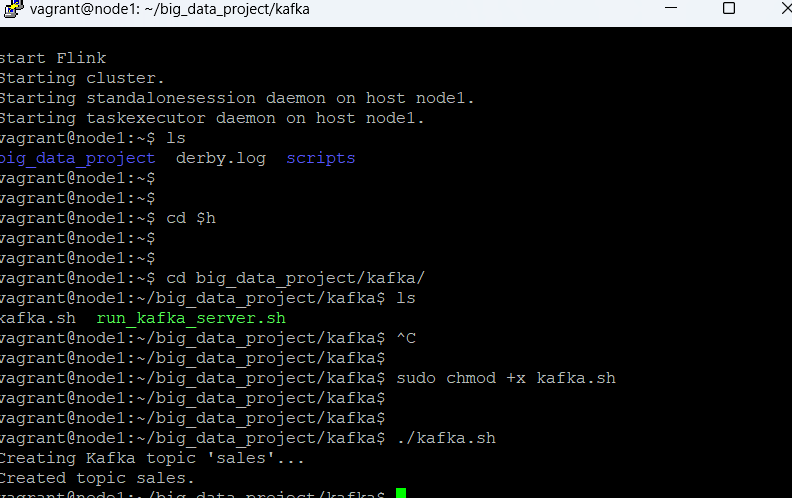 vagrant@node1: ~/big_data_project/kafka
start Flink
Starting cluster.
Starting standalonesession daemon on host node1.
Starting taskexecutor daemon on host node1.
vagrant@node1:~$ ls
big_data_project  derby.log  scripts
vagrant@node1:~$
vagrant@node1:~$
vagrant@node1:~$ cd $h
vagrant@node1:~$
vagrant@node1:~$
vagrant@node1:~$ cd big_data_project/kafka/
vagrant@node1:~/big_data_project/kafka$ ls
kafka.sh  run_kafka_server.sh
vagrant@node1:~/big_data_project/kafka$ ^C
vagrant@node1:~/big_data_project/kafka$
vagrant@node1:~/big_data_project/kafka$ sudo chmod +x kafka.sh
vagrant@node1:~/big_data_project/kafka$
vagrant@node1:~/big_data_project/kafka$
vagrant@node1:~/big_data_project/kafka$ ./kafka.sh
Creating Kafka topic 'sales'...
Created topic sales.
vagrant@node1:~/big_data_project/kafka$